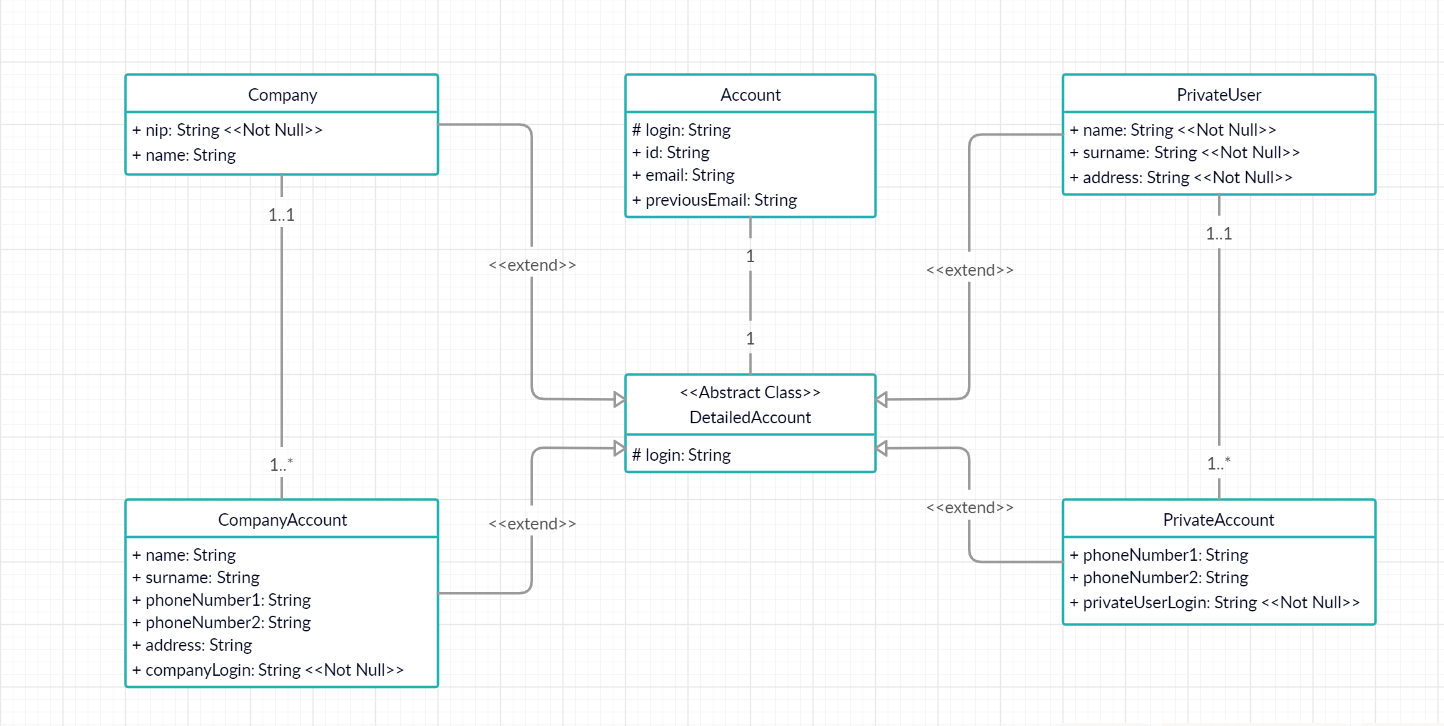 Company
+ nip: String <<Not Null>>
+ name: String
Account
# login: String
+ id: String
+ email: String
+ previousEmail: String
PrivateUser
+ name: String <<Not Null>>
+ surname: String <<Not Null>>
+ address: String <<Not Null>>
1..1
1
1..1
<<extend>>
<<extend>>
1
<<Abstract Class>>
DetailedAccount
# login: String
1..*
1..*
<<extend>>
<<extend>>
CompanyAccount
+ name: String
+ surname: String
+ phoneNumber1: String
+ phoneNumber2: String
+ address: String
+ companyLogin: String <<Not Null>>
PrivateAccount
+ phoneNumber1: String
+ phoneNumber2: String
+ privateUserLogin: String <<Not Null>>